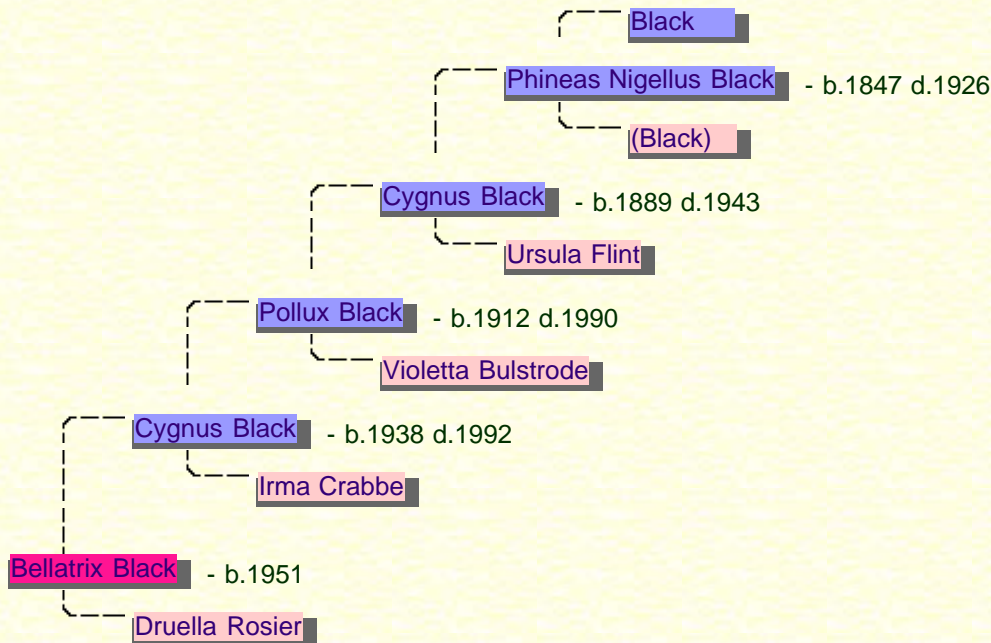 Black
Phineas Nigellus Black - b.1847 d.1926
(Black)
Cygnus Black - b.1889 d.1943
Ursula Flint
Pollux Black - b.1912 d.1990
Violetta Bulstrode
Cygnus Black - b.1938 d.1992
Irma Crabbe
Bellatrix Black - b.1951
Druella Rosier